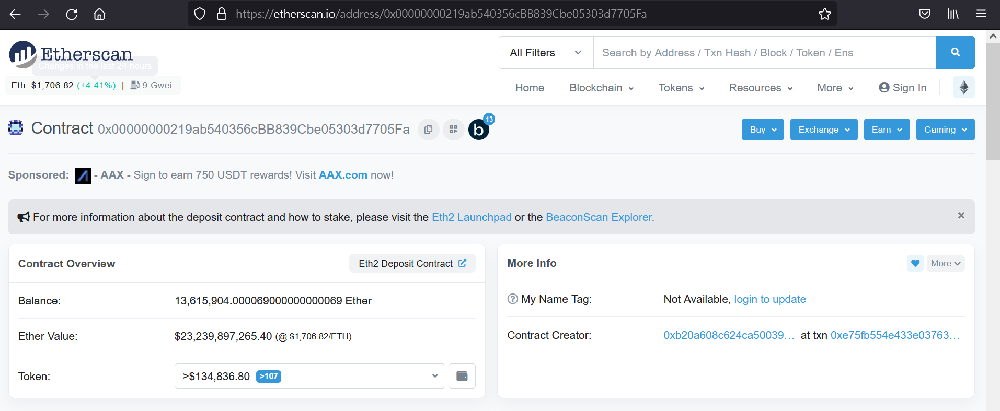 https://etherscan.io/address/0x00000000219ab540356cBB839Cbe05303d7705Fa
Etherscan
Changes in the last 24 hours
Eth: $1,706.82 (+4.41%) | 9 Gwei
All Filters
Search by Address / Txn Hash / Block / Token / Ens
Home Blockchain Tokens Resources More Sign In
Contract 0x00000000219ab540356cBB839Cbe05303d7705Fa b 13
Buy Exchange Earn Gaming
Sponsored: - AAX - Sign to earn 750 USDT rewards! Visit AAX.com now!
For more information about the deposit contract and how to stake, please visit the Eth2 Launchpad or the BeaconScan Explorer. ×
Contract Overview Eth2 Deposit Contract
Balance: 13,615,904.000069000000000069 Ether
Ether Value: $23,239,897,265.40 (@ $1,706.82/ETH)
Token: >$134,836.80 >107
More Info More
? My Name Tag: Not Available, login to update
Contract Creator: 0xb20a608c624ca50039... at txn 0xe75fb554e433e03763...